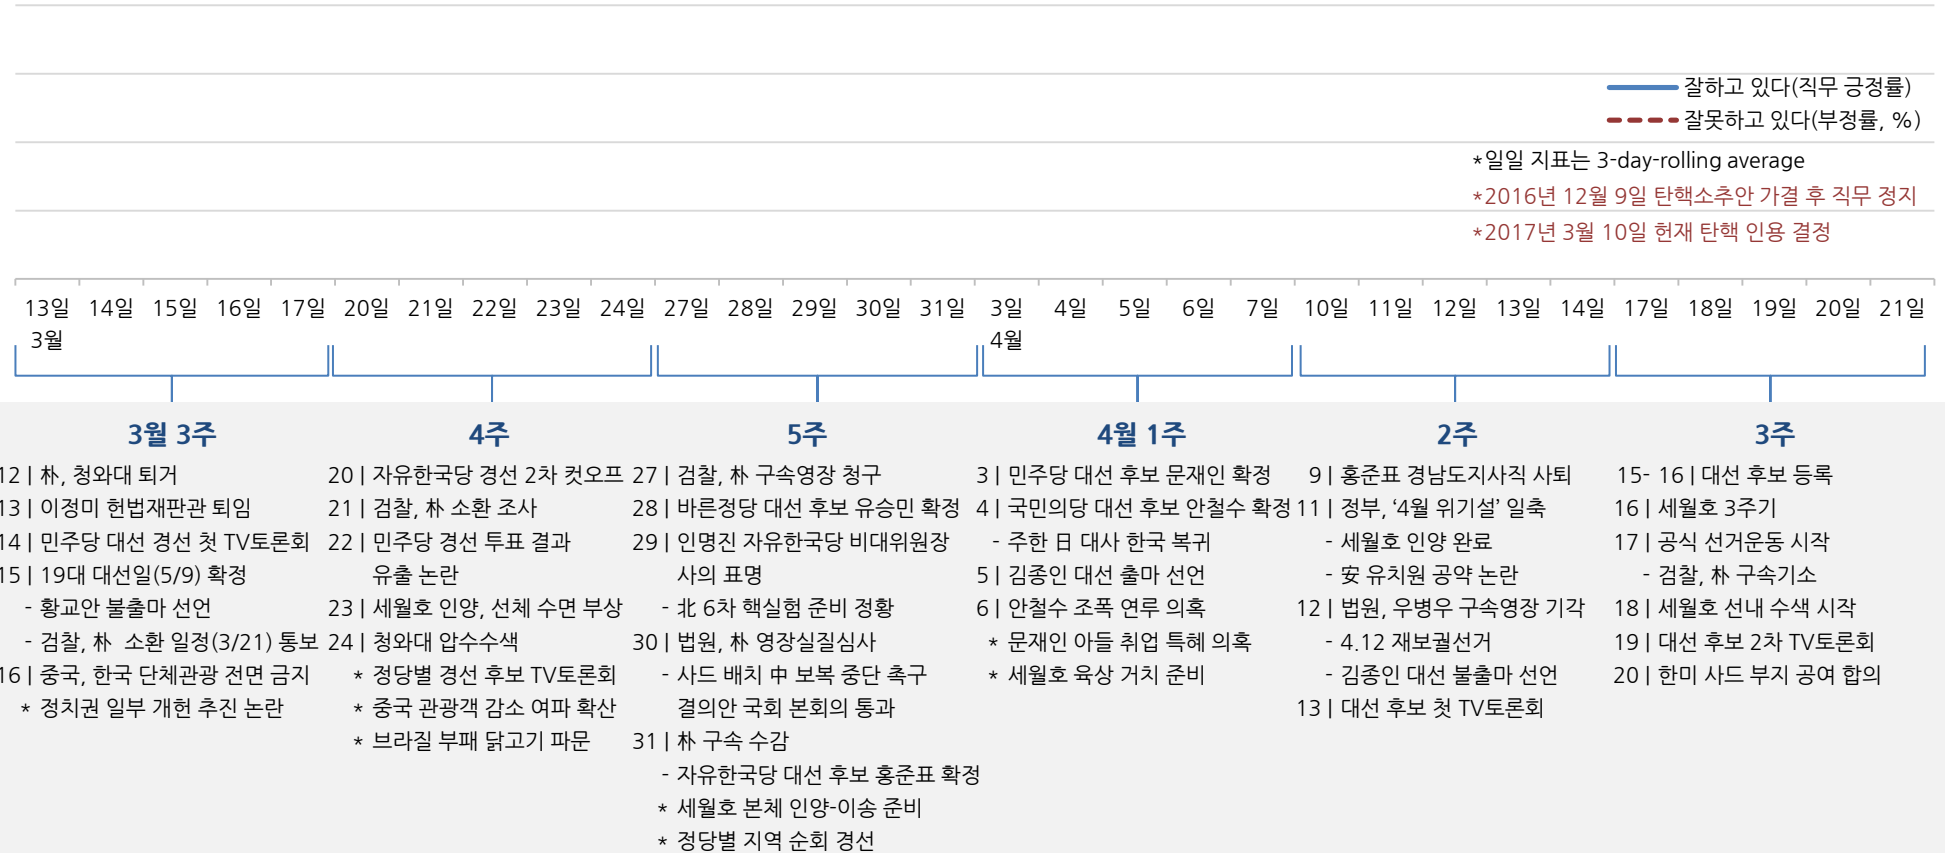 잘하고 있다(직무 긍정률)
잘못하고 있다(부정률, %)
*일일 지표는 3-day-rolling average
*2016년 12월 9일 탄핵소추안 가결 후 직무 정지
*2017년 3월 10일 헌재 탄핵 인용 결정
13일 14일 15일 16일 17일 20일 21일 22일 23일 24일 27일 28일 29일 30일 31일 3일 4일 5일 6일 7일 10일 11일 12일 13일 14일 17일 18일 19일 20일 21일
3월 4월
3월 3주
12 | 朴, 청와대 퇴거
13 | 이정미 헌법재판관 퇴임
14 | 민주당 대선 경선 첫 TV토론회
15 | 19대 대선일(5/9) 확정
- 황교안 불출마 선언
- 검찰, 朴 소환 일정(3/21) 통보
16 | 중국, 한국 단체관광 전면 금지
* 정치권 일부 개헌 추진 논란
4주
20 | 자유한국당 경선 2차 컷오프
21 | 검찰, 朴 소환 조사
22 | 민주당 경선 투표 결과
유출 논란
23 | 세월호 인양, 선체 수면 부상
24 | 청와대 압수수색
* 정당별 경선 후보 TV토론회
* 중국 관광객 감소 여파 확산
* 브라질 부패 닭고기 파문
5주
27 | 검찰, 朴 구속영장 청구
28 | 바른정당 대선 후보 유승민 확정
29 | 인명진 자유한국당 비대위원장
사의 표명
- 北 6차 핵실험 준비 정황
30 | 법원, 朴 영장실질심사
- 사드 배치 中 보복 중단 촉구
결의안 국회 본회의 통과
31 | 朴 구속 수감
- 자유한국당 대선 후보 홍준표 확정
* 세월호 본체 인양-이송 준비
* 정당별 지역 순회 경선
4월 1주
3 | 민주당 대선 후보 문재인 확정
4 | 국민의당 대선 후보 안철수 확정
- 주한 日 대사 한국 복귀
5 | 김종인 대선 출마 선언
6 | 안철수 조폭 연루 의혹
* 문재인 아들 취업 특혜 의혹
* 세월호 육상 거치 준비
2주
9 | 홍준표 경남도지사직 사퇴
11 | 정부, ‘4월 위기설’ 일축
- 세월호 인양 완료
- 安 유치원 공약 논란
12 | 법원, 우병우 구속영장 기각
- 4.12 재보궐선거
- 김종인 대선 불출마 선언
13 | 대선 후보 첫 TV토론회
3주
15- 16 | 대선 후보 등록
16 | 세월호 3주기
17 | 공식 선거운동 시작
- 검찰, 朴 구속기소
18 | 세월호 선내 수색 시작
19 | 대선 후보 2차 TV토론회
20 | 한미 사드 부지 공여 합의